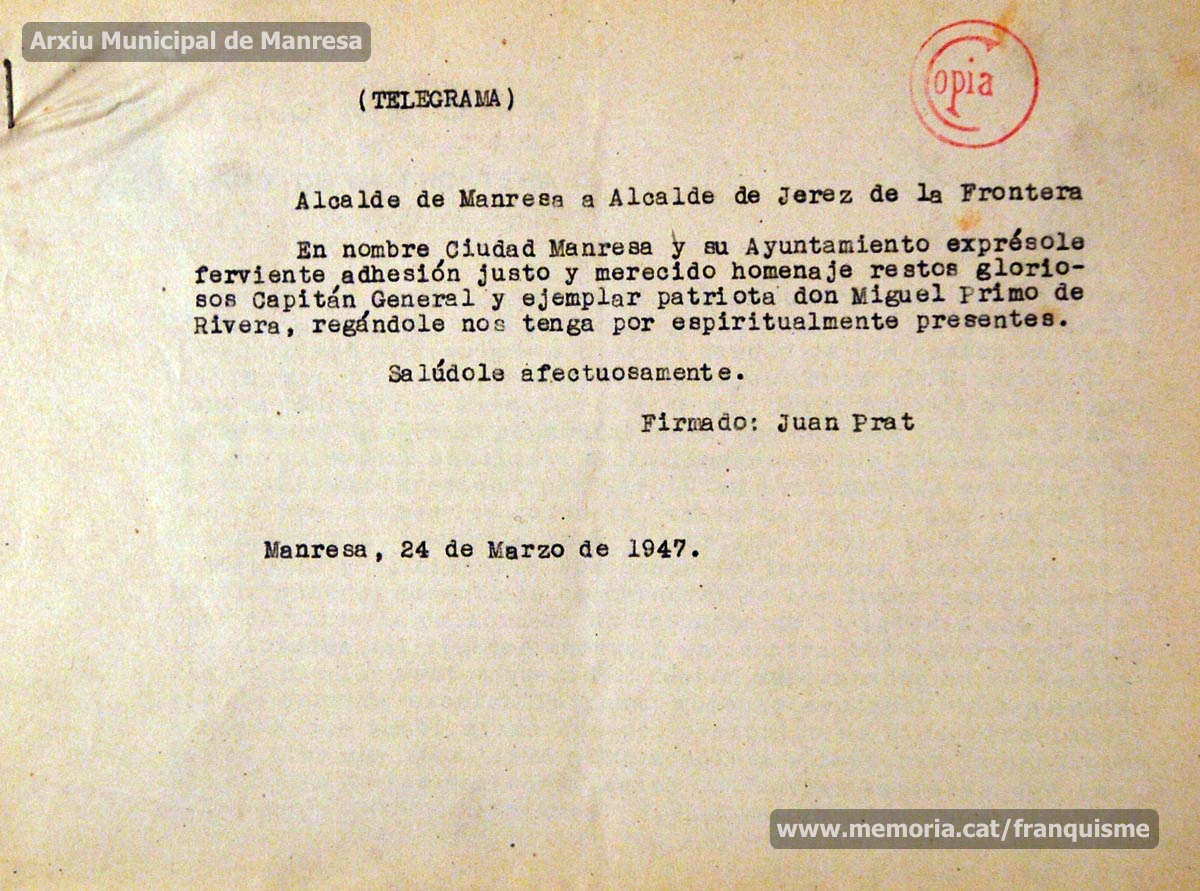 Arxiu Municipal de Manresa
Copia
(TELEGRAMA)
Alcalde de Manresa a Alcalde de Jerez de la Frontera
En nombre Ciudad Manresa y su Ayuntamiento exprésole
ferviente adhesión justo y merecido homenaje restos glorio-
sos Capitán General y ejemplar patriota don Miguel Primo de
Rivera, regándole nos tenga por espiritualmente presentes.
Salúdole afectuosamente.
Firmado: Juan Prat
Manresa, 24 de Marzo de 1947.
www.memoria.cat/franquisme